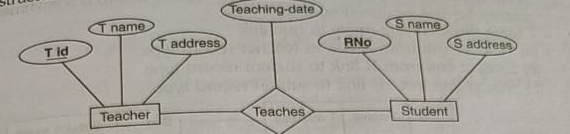 Teaching-date
T name
S name
T Id
T address
RNo
S address
Teacher
Teaches
Student